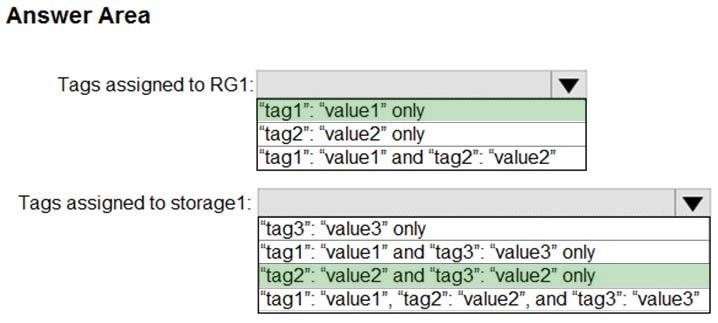 Answer Area
Tags assigned to RG1:
"tag1": "value1" only
"tag2": "value2" only
"tag1": "value1" and "tag2": "value2"
Tags assigned to storage1:
"tag3": "value3" only
"tag1": "value1" and "tag3": "value3" only
"tag2": "value2" and "tag3": "value2" only
"tag1": "value1", "tag2": "value2", and "tag3": "value3"